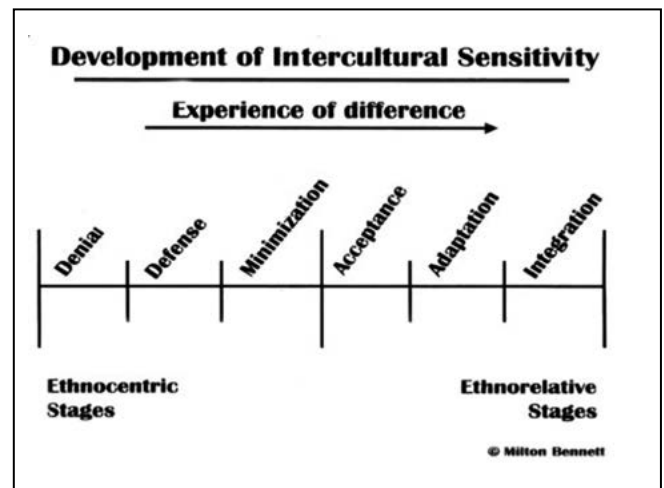 Development of Intercultural Sensitivity
Experience of difference
Denial
Defense
Minimization
Acceptance
Adaptation
Integration
Ethnocentric
Stages
Ethnorelative
Stages
© Milton Bennett